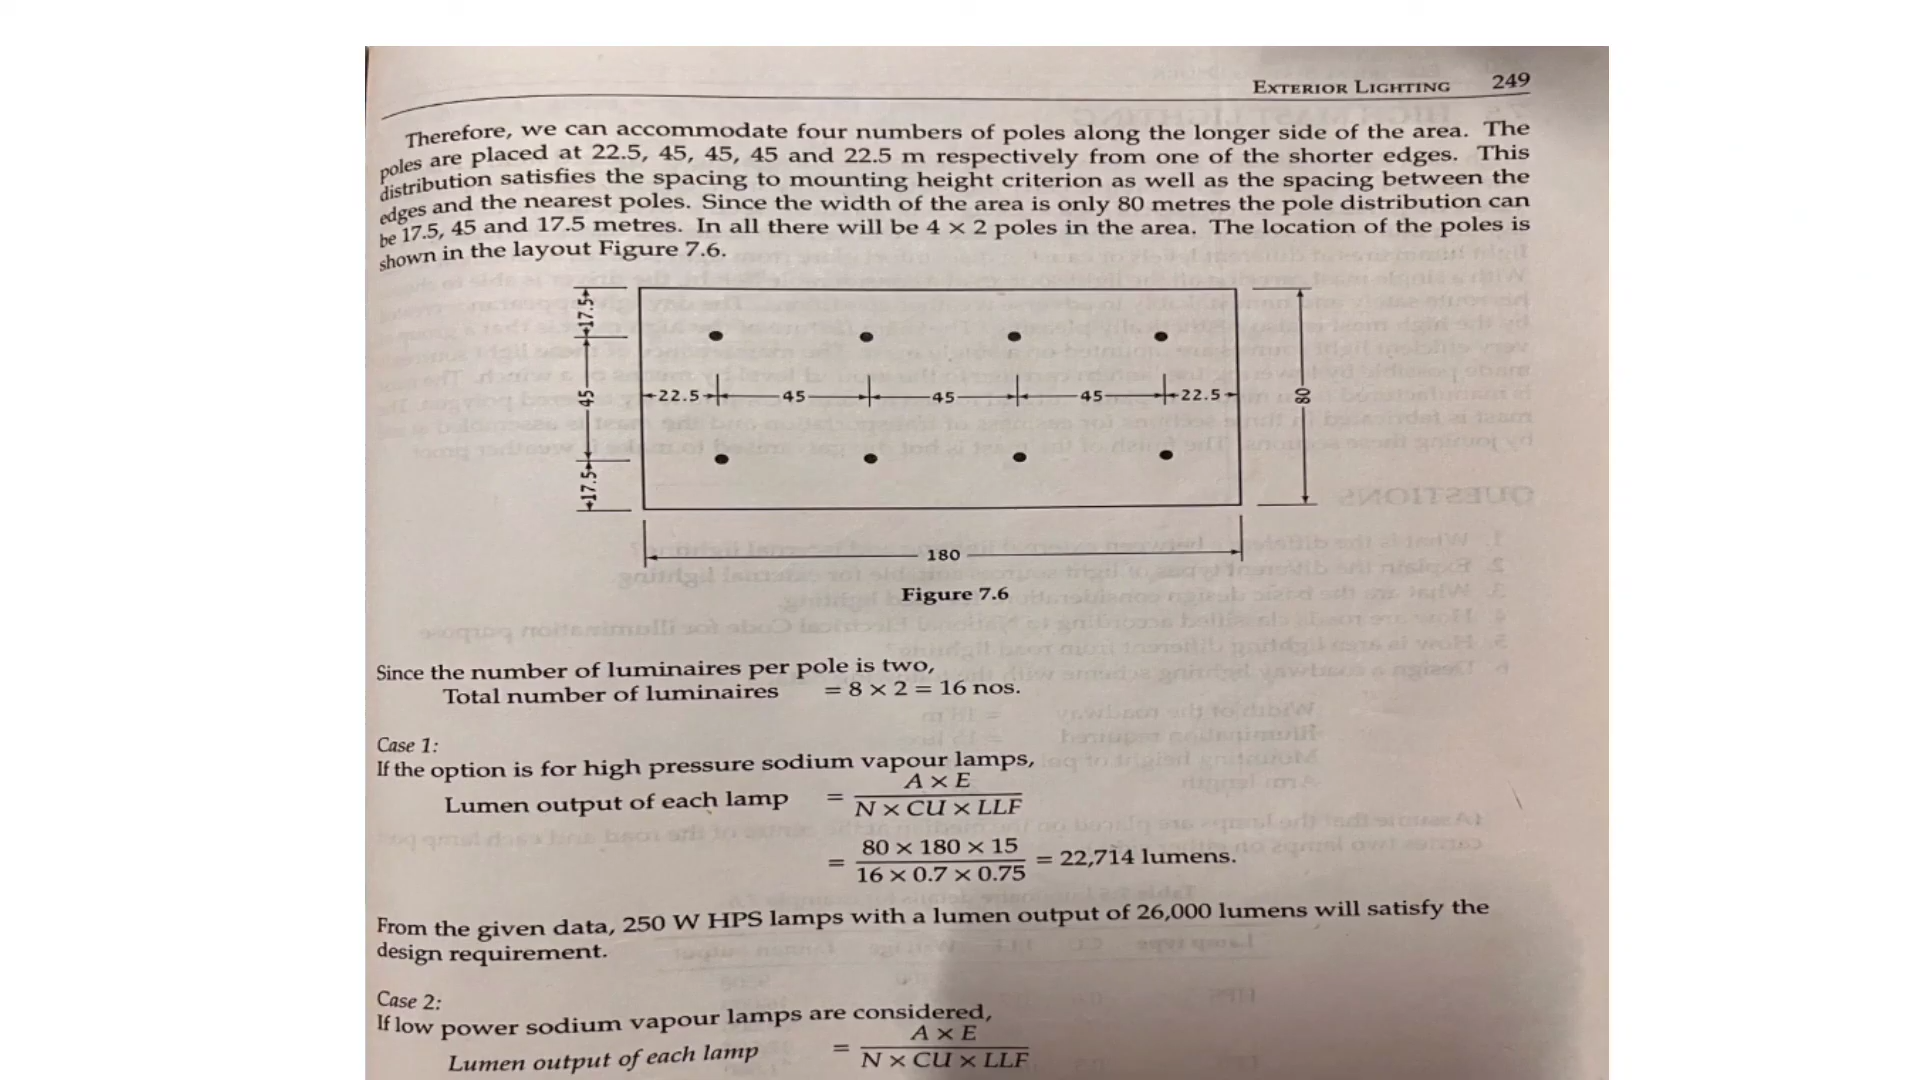 EXTERIOR LIGHTING 249
Therefore, we can accommodate four numbers of poles along the longer side of the area. The
poles are placed at 22.5, 45, 45, 45 and 22.5 m respectively from one of the shorter edges. This
distribution satisfies the spacing to mounting height criterion as well as the spacing between the
edges and the nearest poles. Since the width of the area is only 80 metres the pole distribution can
be 17.5, 45 and 17.5 metres. In all there will be 4 × 2 poles in the area. The location of the poles is
shown in the layout Figure 7.6.
17.5
45
17.5
22.5 45 45 45 22.5
80
180
Figure 7.6
Since the number of luminaires per pole is two,
Total number of luminaires = 8 × 2 = 16 nos.
Case 1:
If the option is for high pressure sodium vapour lamps,
Lumen output of each lamp = A × E / N × CU × LLF
= 80 × 180 × 15 / 16 × 0.7 × 0.75 = 22,714 lumens.
From the given data, 250 W HPS lamps with a lumen output of 26,000 lumens will satisfy the
design requirement.
Case 2:
If low power sodium vapour lamps are considered,
Lumen output of each lamp = A × E / N × CU × LLF